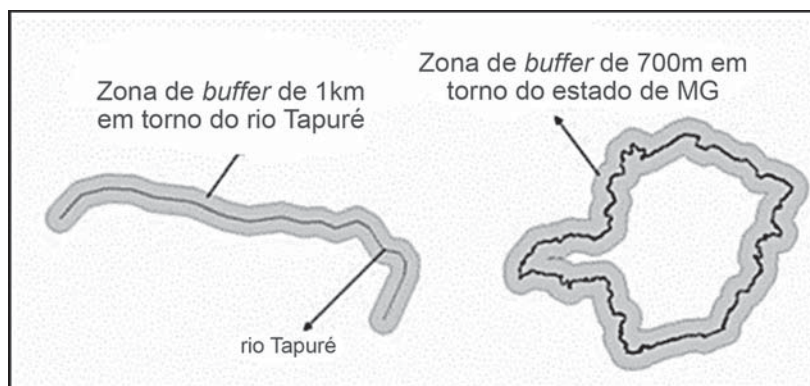 Zona de buffer de 1km
em torno do rio Tapuré
Zona de buffer de 700m em
torno do estado de MG
rio Tapuré